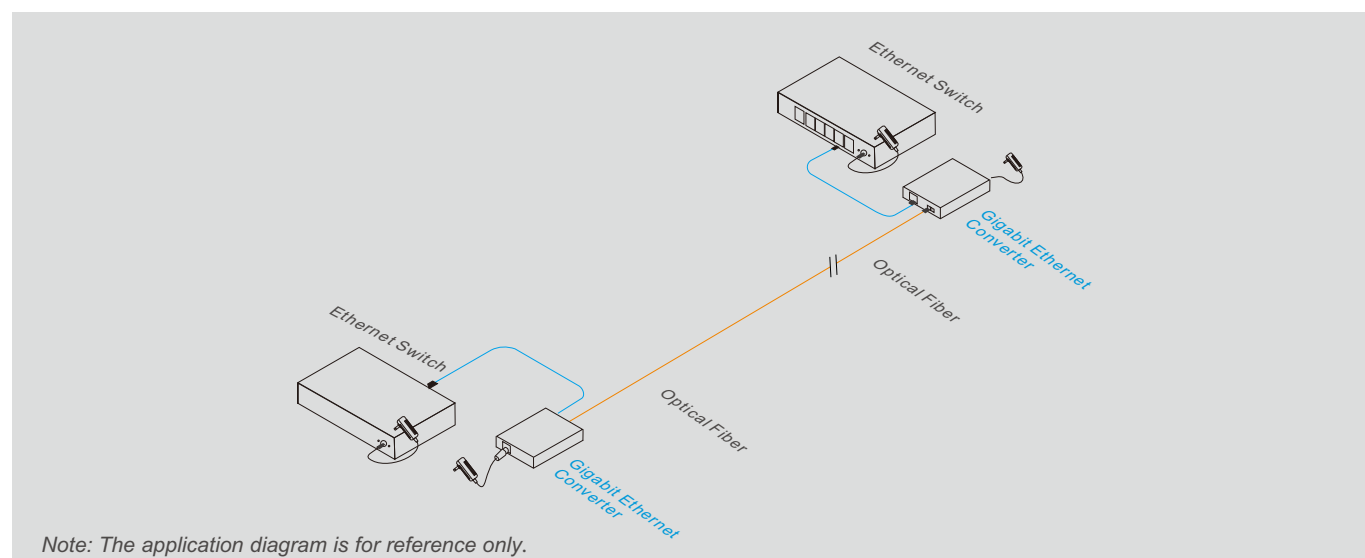 Ethernet Switch
Gigabit Ethernet
Converter
Optical Fiber
Ethernet Switch
Optical Fiber
Gigabit Ethernet
Converter
Note: The application diagram is for reference only.